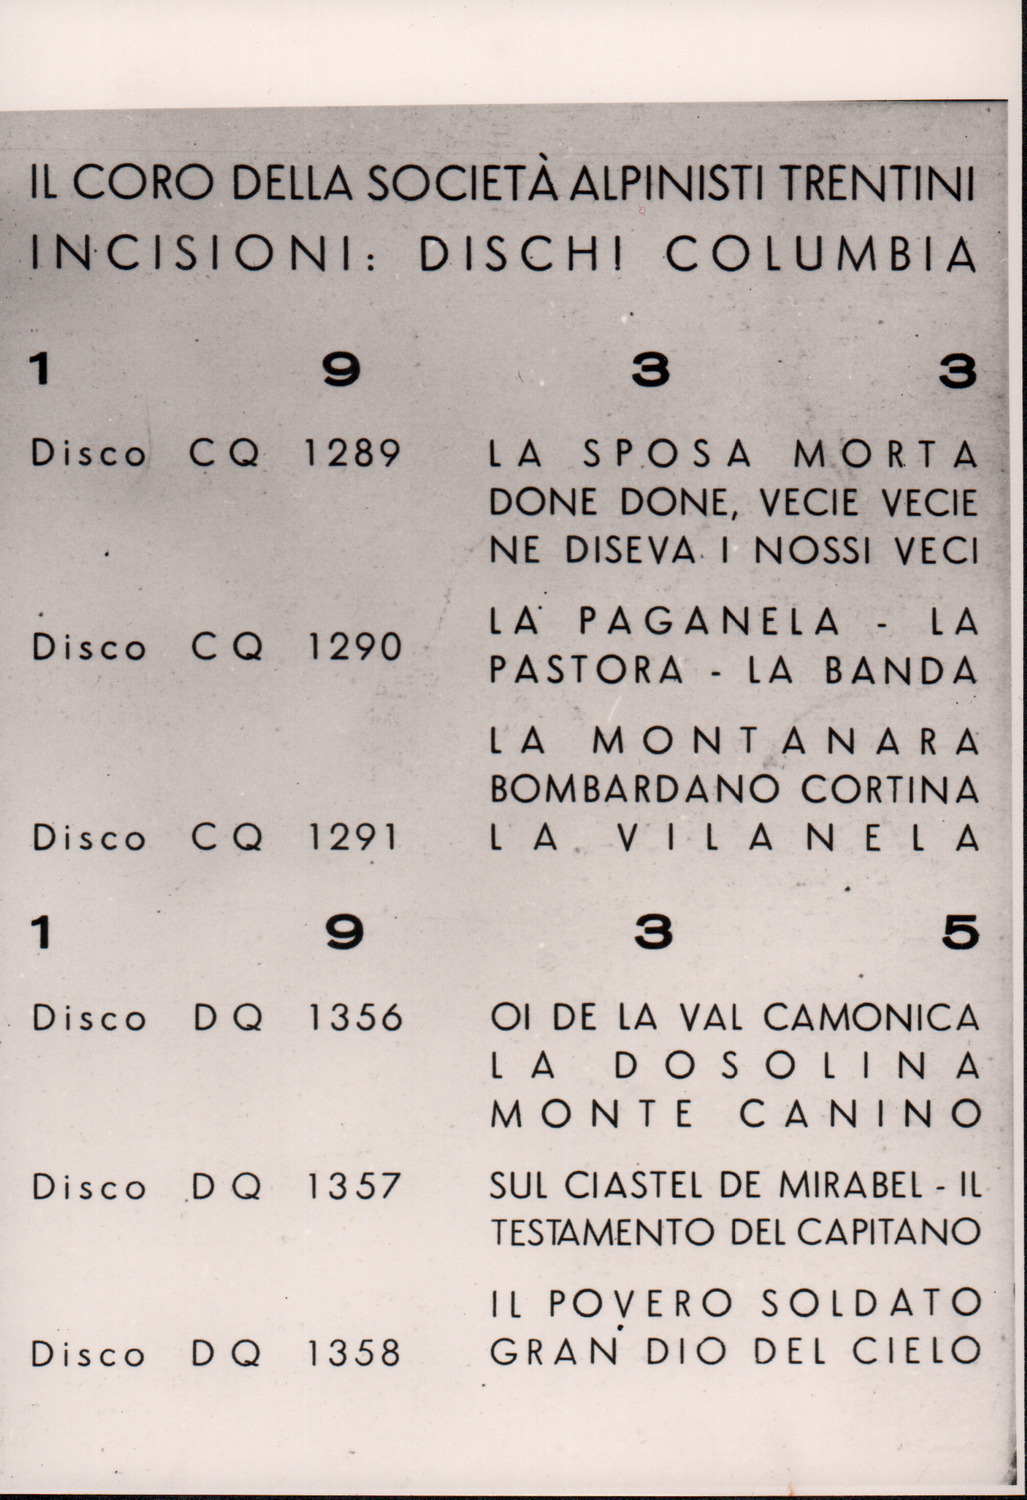 IL CORO DELLA SOCIETÀ ALPINISTI TRENTINI
INCISIONI: DISCHI COLUMBIA
1 9 3 3
Disco CQ 1289 LA SPOSA MORTA
DONE DONE, VECIE VECIE
NE DISEVA I NOSSI VECI
LA PAGANELA - LA
Disco CQ 1290
PASTORA - LA BANDA
LA MONTANARA
BOMBARDANO CORTINA
Disco CQ 1291 LA VILANELA
1 9 3 5
Disco DQ 1356 OI DE LA VAL CAMONICA
LA DOSOLINA
MONTE CANINO
Disco DQ 1357 SUL CIASTEL DE MIRABEL - IL
TESTAMENTO DEL CAPITANO
IL POVERO SOLDATO
Disco DQ 1358 GRAN DIO DEL CIELO